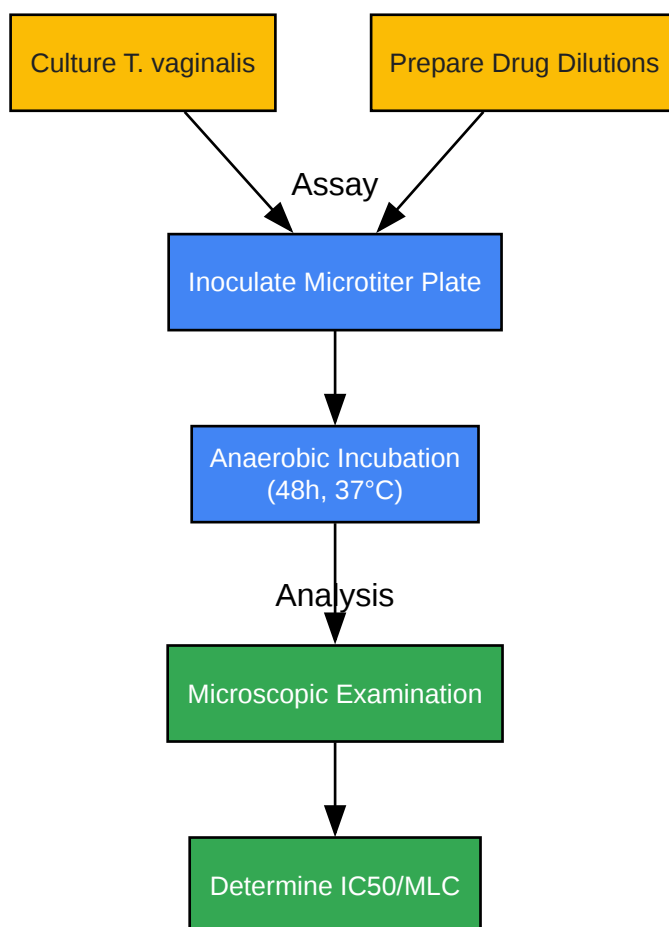 Culture T. vaginalis
Prepare Drug Dilutions
Assay
Inoculate Microtiter Plate
Anaerobic Incubation
(48h, 37°C)
Analysis
Microscopic Examination
Determine IC50/MLC